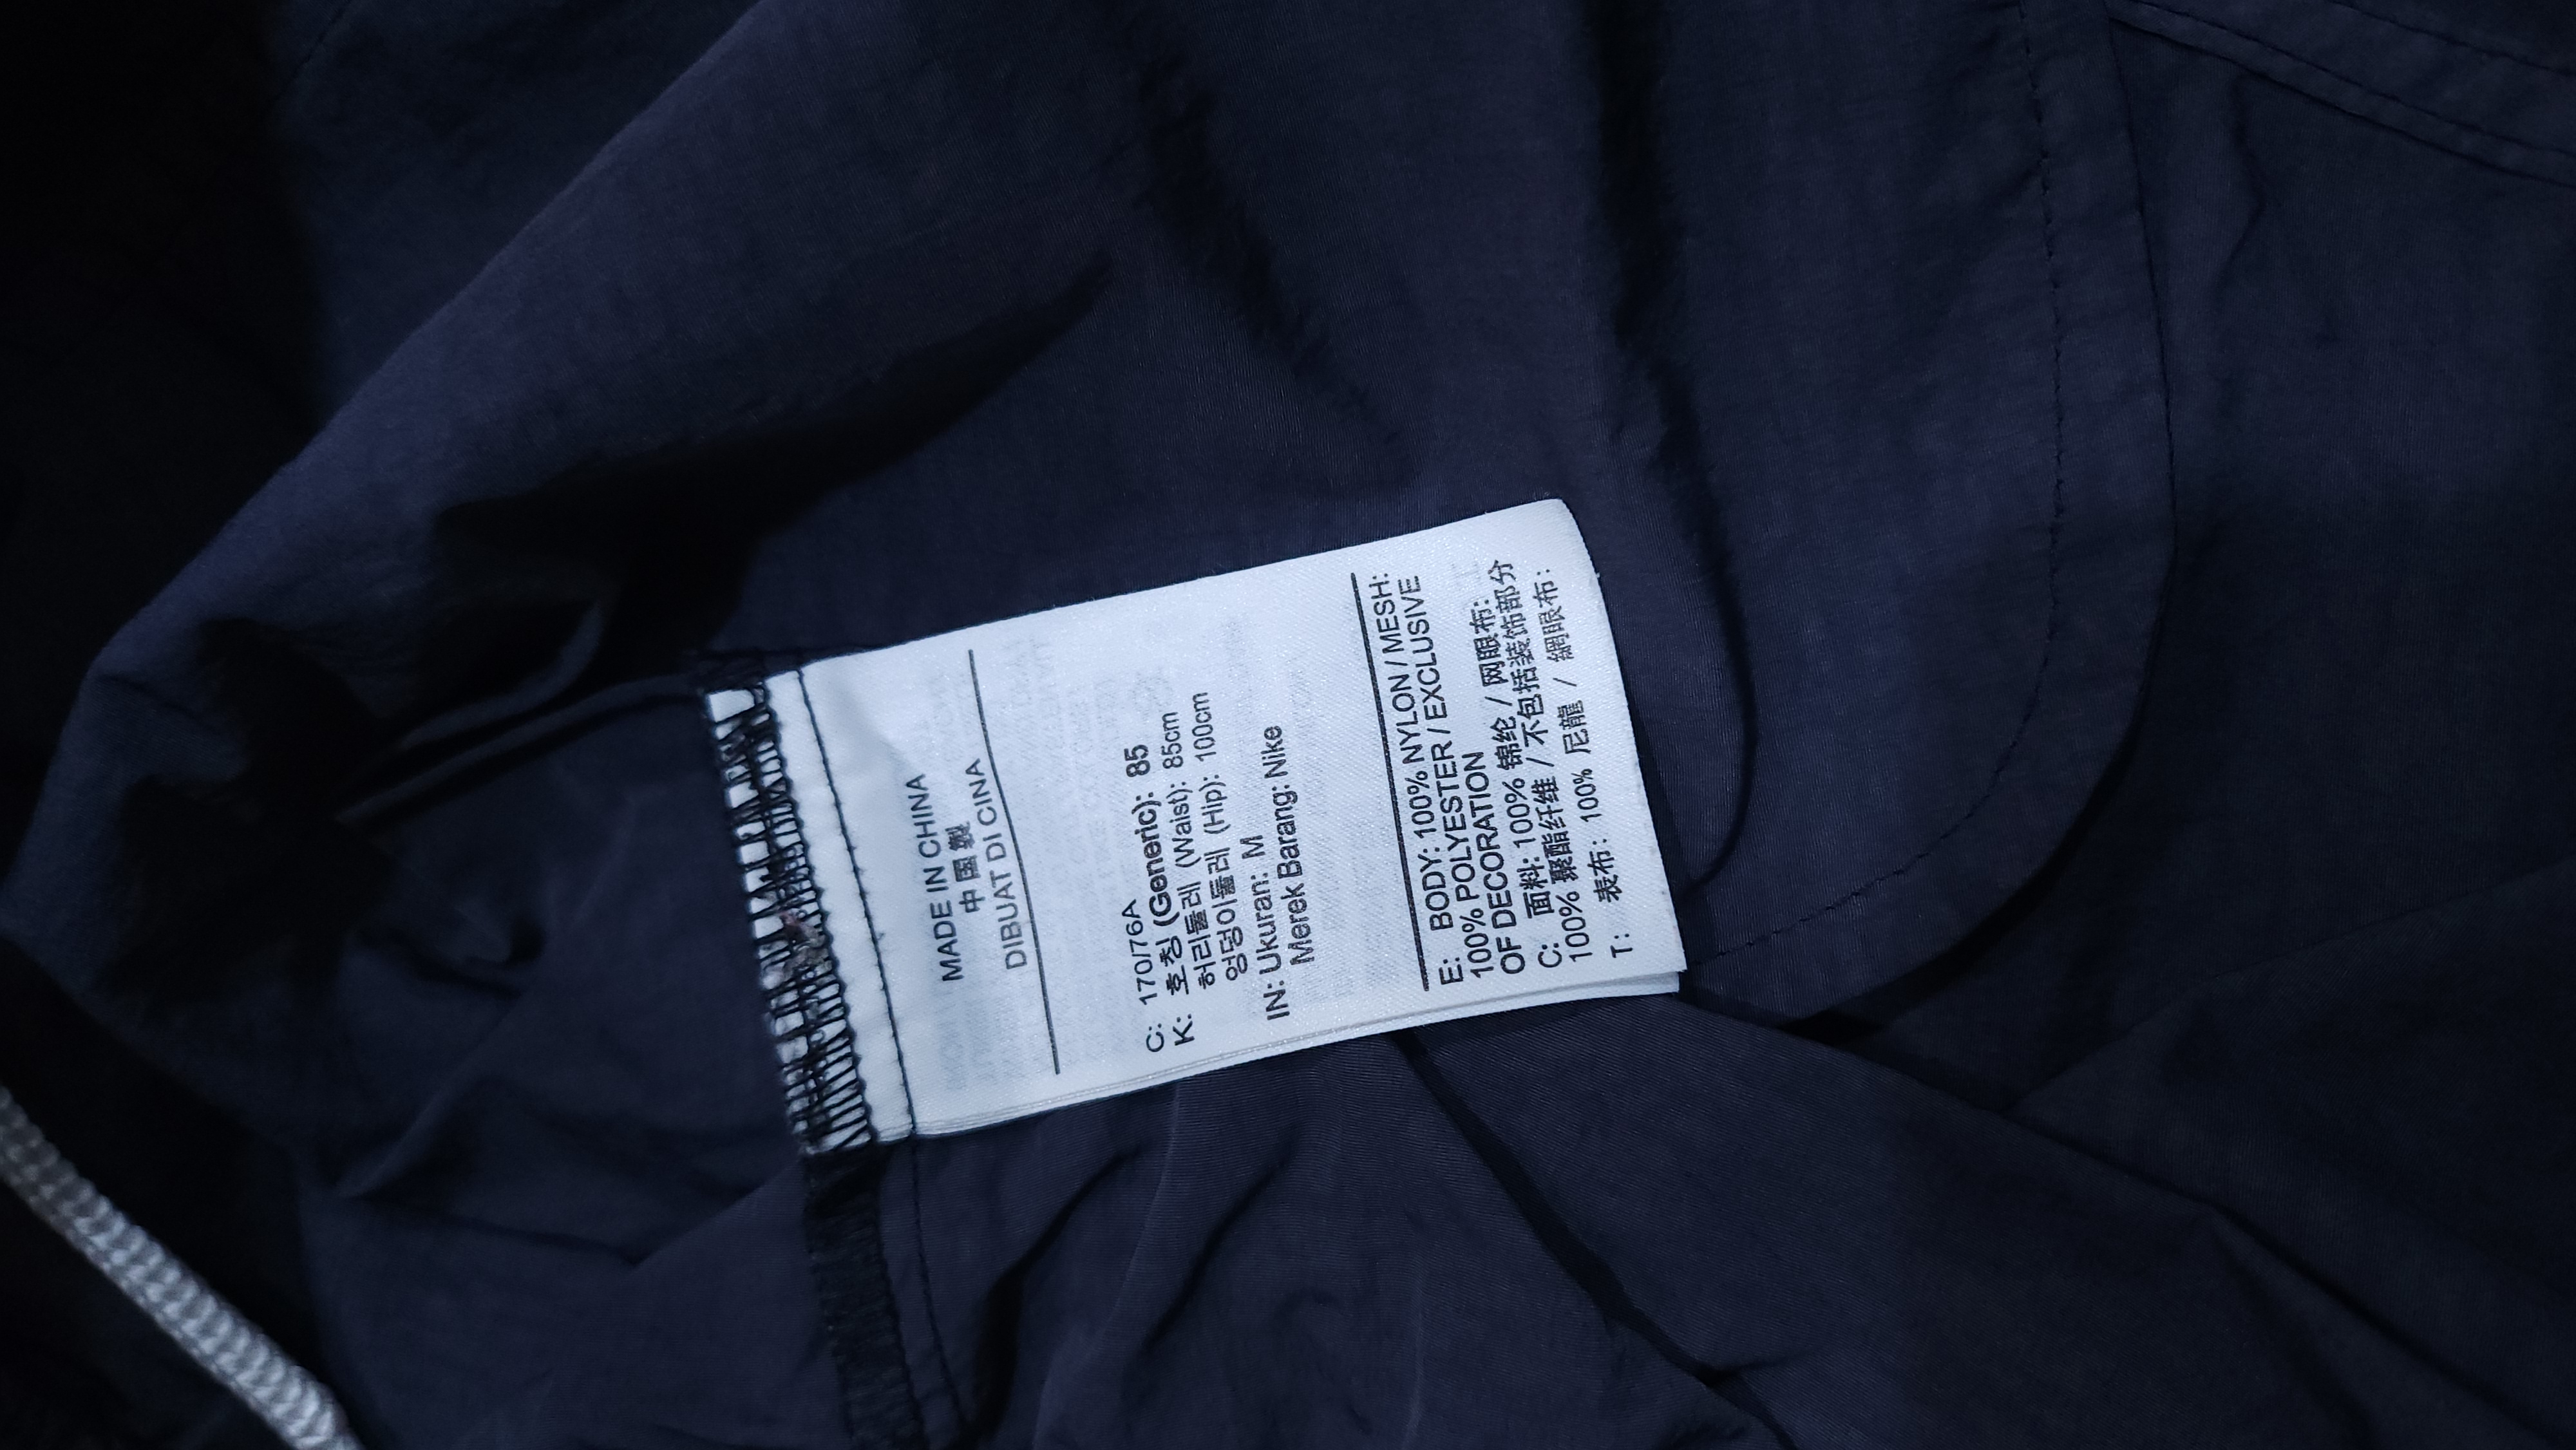 MADE IN CHINA
中國製
DIBUAT DI CINA
C: 170/76A
K: 호칭 (Generic): 85
허리둘레 (Waist): 85cm
엉덩이둘레 (Hip): 100cm
IN: Ukuran: M
Merek Barang: Nike
E: BODY: 100% NYLON / MESH:
100% POLYESTER / EXCLUSIVE
OF DECORATION
C: 面料: 100% 锦纶 / 网眼布:
100% 聚酯纤维 / 不包括装饰部分
T: 表布: 100% 尼龍 / 網眼布: